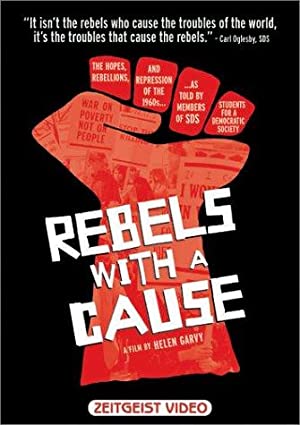 “It isn't the rebels who cause the troubles of the world,
it's the troubles that cause the rebels.” - Carl Oglesby, SDS
THE HOPES,
REBELLIONS,
AND
REPRESSION
OF THE
1960s...
...AS
TOLD BY
MEMBERS
OF SDS
STUDENTS
FOR A
DEMOCRATIC
SOCIETY
WAR ON
POVERTY
NOT ON
PEOPLE
REBELS
WITH A
CAUSE
A FILM BY HELEN GARVY
ZEITGEIST VIDEO